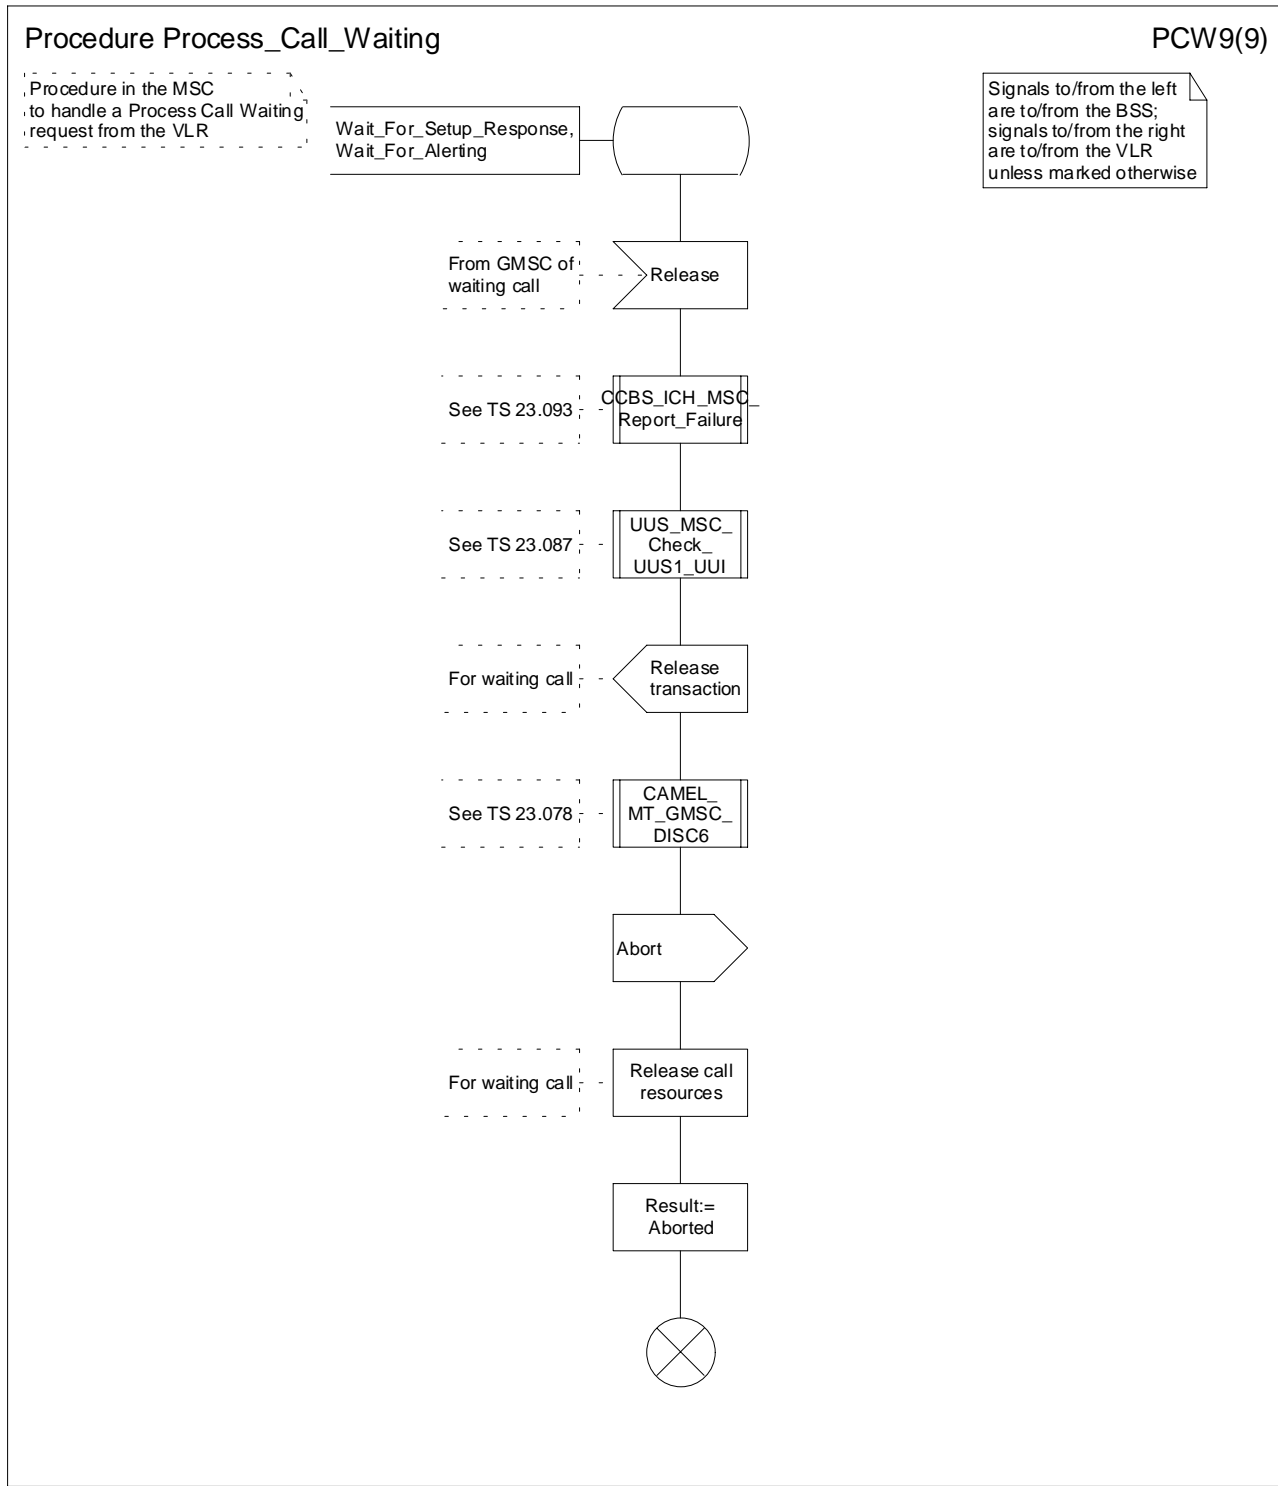 Procedure Process_Call_Waiting
PCW9(9)
Procedure in the MSC
to handle a Process Call Waiting
request from the VLR
Signals to/from the left
are to/from the BSS;
signals to/from the right
are to/from the VLR
unless marked otherwise
Wait_For_Setup_Response,
Wait_For_Alerting
From GMSC of
waiting call
Release
See TS 23.093
CCBS_ICH_MSC_
Report_Failure
See TS 23.087
UUS_MSC_
Check_
UUS1_UUI
For waiting call
Release
transaction
See TS 23.078
CAMEL_
MT_GMSC_
DISC6
Abort
For waiting call
Release call
resources
Result:=
Aborted